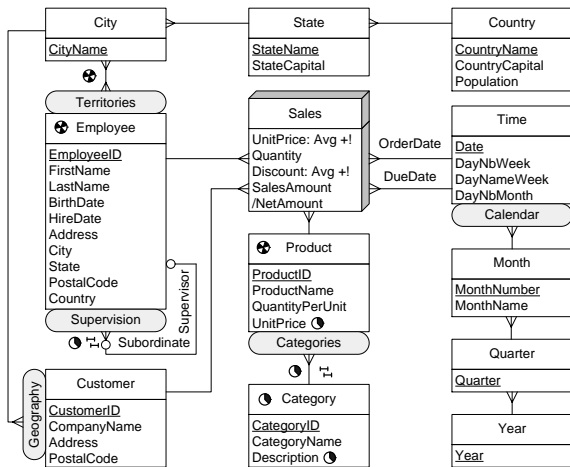 City
CityName
State
StateName
StateCapital
Country
CountryName
CountryCapital
Population
Territories
Employee
EmployeeID
FirstName
LastName
BirthDate
HireDate
Address
City
State
PostalCode
Country
Supervision
Supervisor
Subordinate
Sales
UnitPrice: Avg +!
Quantity
Discount: Avg +!
SalesAmount
/NetAmount
OrderDate
DueDate
Time
Date
DayNbWeek
DayNameWeek
DayNbMonth
Calendar
Product
ProductID
ProductName
QuantityPerUnit
UnitPrice
Categories
Month
MonthNumber
MonthName
Quarter
Quarter
Geography
Customer
CustomerID
CompanyName
Address
PostalCode
Category
CategoryID
CategoryName
Description
Year
Year